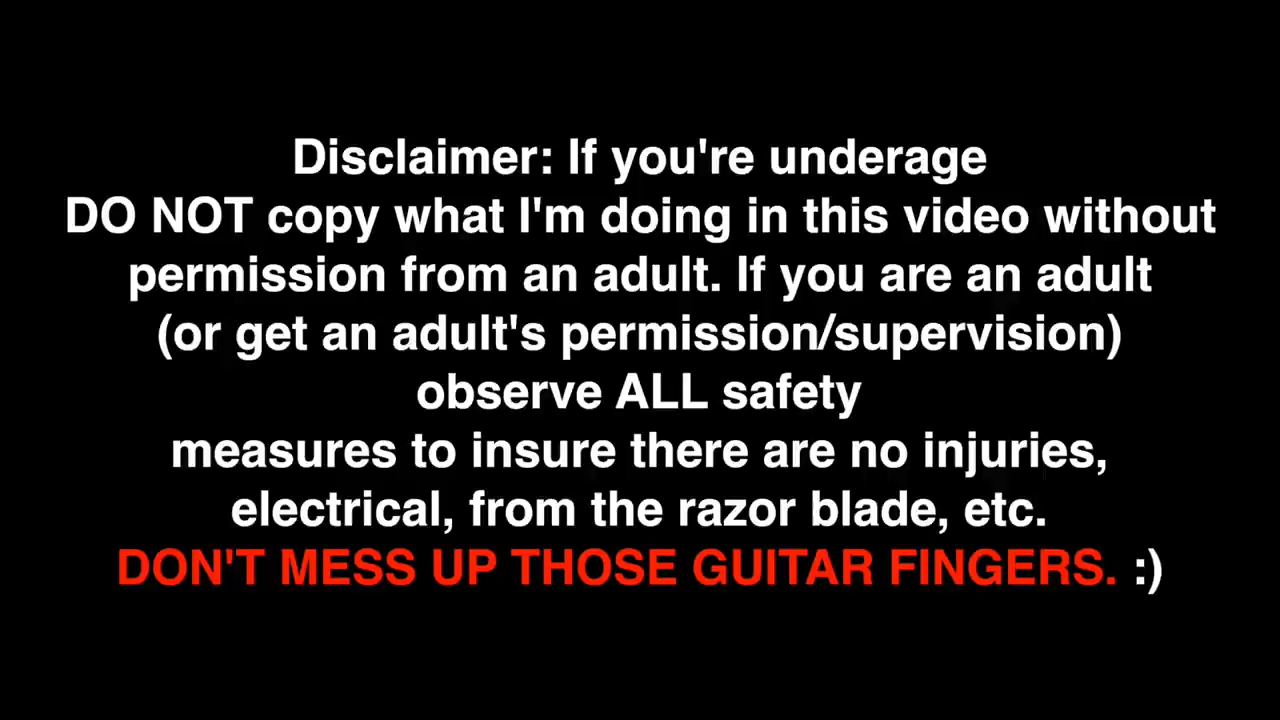 Disclaimer: If you're underage
DO NOT copy what I'm doing in this video without
permission from an adult. If you are an adult
(or get an adult's permission/supervision)
observe ALL safety
measures to insure there are no injuries,
electrical, from the razor blade, etc.
DON'T MESS UP THOSE GUITAR FINGERS. :)